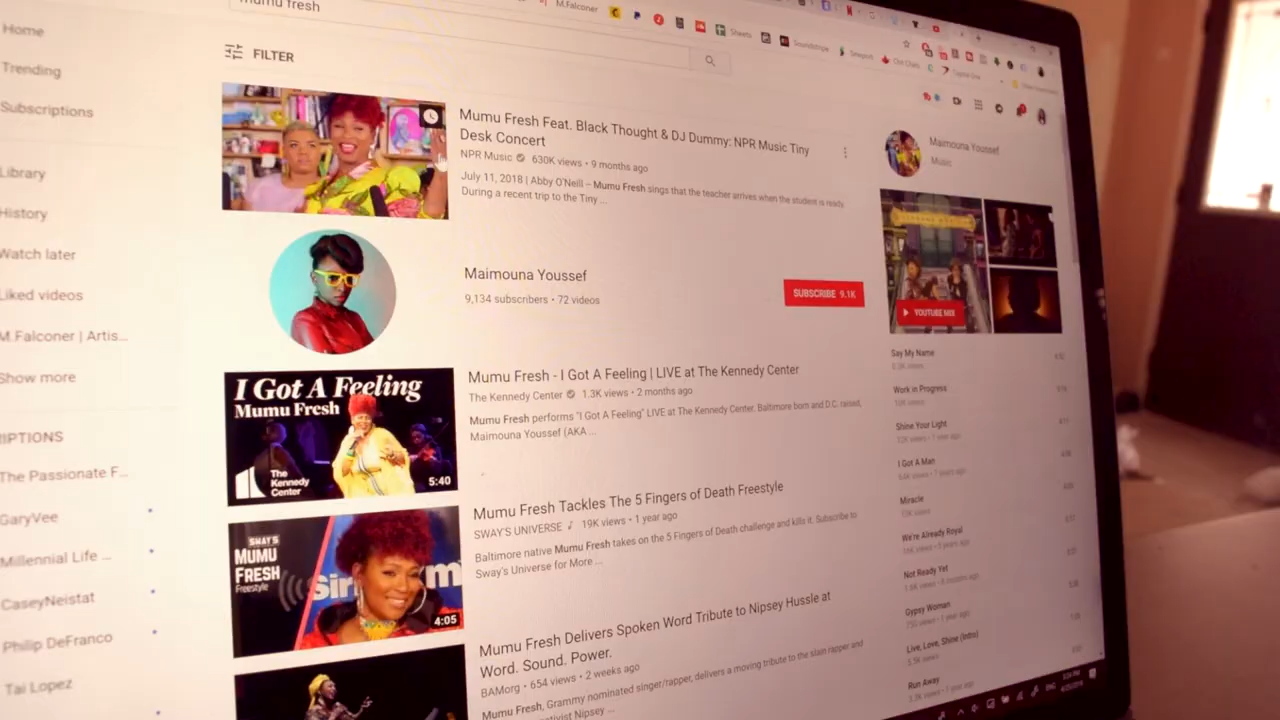 mumu fresh
M.Falconer
Sheets
Soundstripe
FILTER
Home
Trending
Subscriptions
Library
History
Watch later
Liked videos
M.Falconer | Artis...
Show more
RIPTIONS
The Passionate F...
GaryVee
Millennial Life ...
CaseyNeistat
Philip DeFranco
Tai Lopez
Mumu Fresh Feat. Black Thought & DJ Dummy: NPR Music Tiny
Desk Concert
NPR Music 630K views • 9 months ago
July 11, 2018 | Abby O'Neill -- Mumu Fresh sings that the teacher arrives when the student is ready.
During a recent trip to the Tiny ...
Maimouna Youssef
9,134 subscribers • 72 videos
SUBSCRIBE 9.1K
I Got A Feeling
Mumu Fresh
The
Kennedy
Center
5:40
Mumu Fresh - I Got A Feeling | LIVE at The Kennedy Center
The Kennedy Center 1.3K views • 2 months ago
Mumu Fresh performs "I Got A Feeling" LIVE at The Kennedy Center. Baltimore born and D.C. raised,
Maimouna Youssef (AKA ...
SWAY'S
MUMU
FRESH
Freestyle
Sir m
4:05
Mumu Fresh Tackles The 5 Fingers of Death Freestyle
SWAY'S UNIVERSE 19K views • 1 year ago
Baltimore native Mumu Fresh takes on the 5 Fingers of Death challenge and kills it. Subscribe to
Sway's Universe for More ...
Mumu Fresh Delivers Spoken Word Tribute to Nipsey Hussle at
Word. Sound. Power.
BAMorg • 654 views • 2 weeks ago
Mumu Fresh, Grammy nominated singer/rapper, delivers a moving tribute to the slain rapper and
activist Nipsey ...
Maimouna Youssef
Music
YOUTUBE MIX
Say My Name
Work in Progress
Shine Your Light
I Got A Man
Miracle
We're Already Royal
Not Ready Yet
Gypsy Woman
Live, Love, Shine (Intro)
Run Away